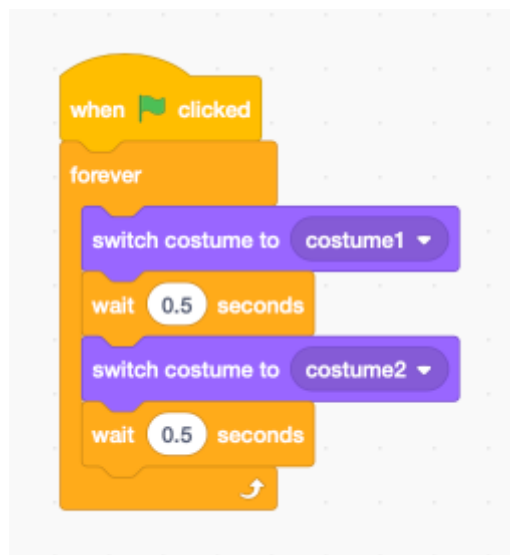 when clicked
forever
switch costume to costume1
wait 0.5 seconds
switch costume to costume2
wait 0.5 seconds